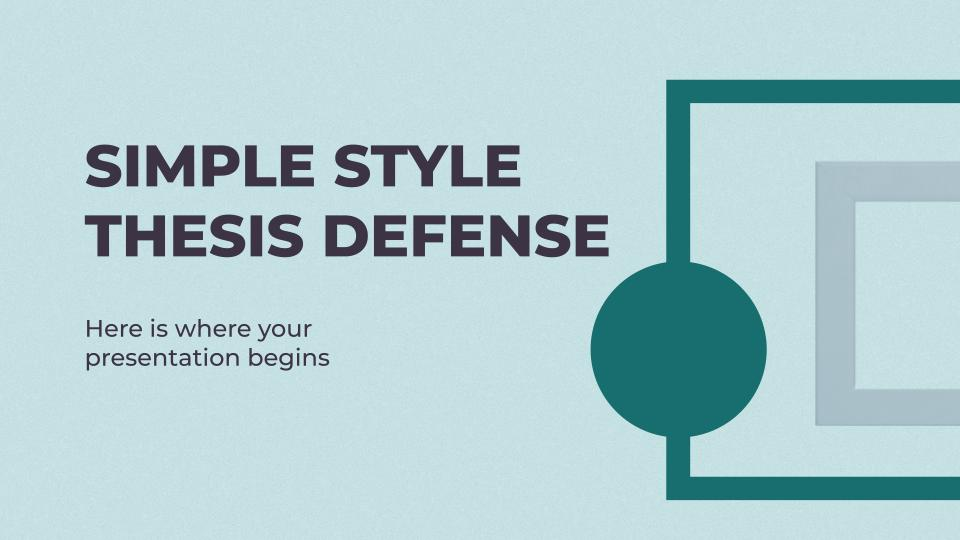 SIMPLE STYLE
THESIS DEFENSE
Here is where your
presentation begins